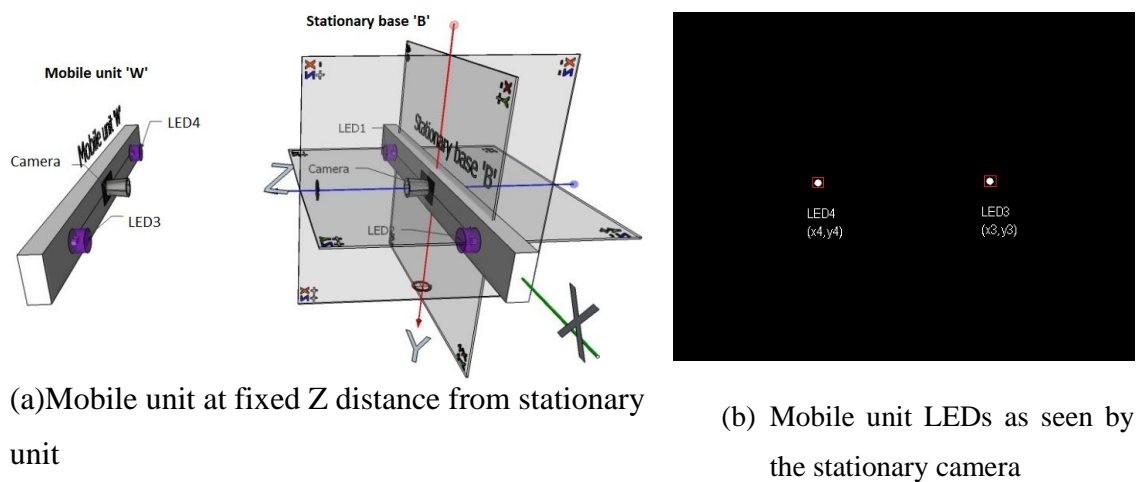 Stationary base 'B'
Mobile unit 'W'
LED4
LED1
Mobile unit 'W'
Stationary base 'B'
Camera
Camera
Z
LED3
LED2
X
Y
LED4
(x4,y4)
LED3
(x3,y3)
(a)Mobile unit at fixed Z distance from stationary
unit
(b) Mobile unit LEDs as seen by
the stationary camera